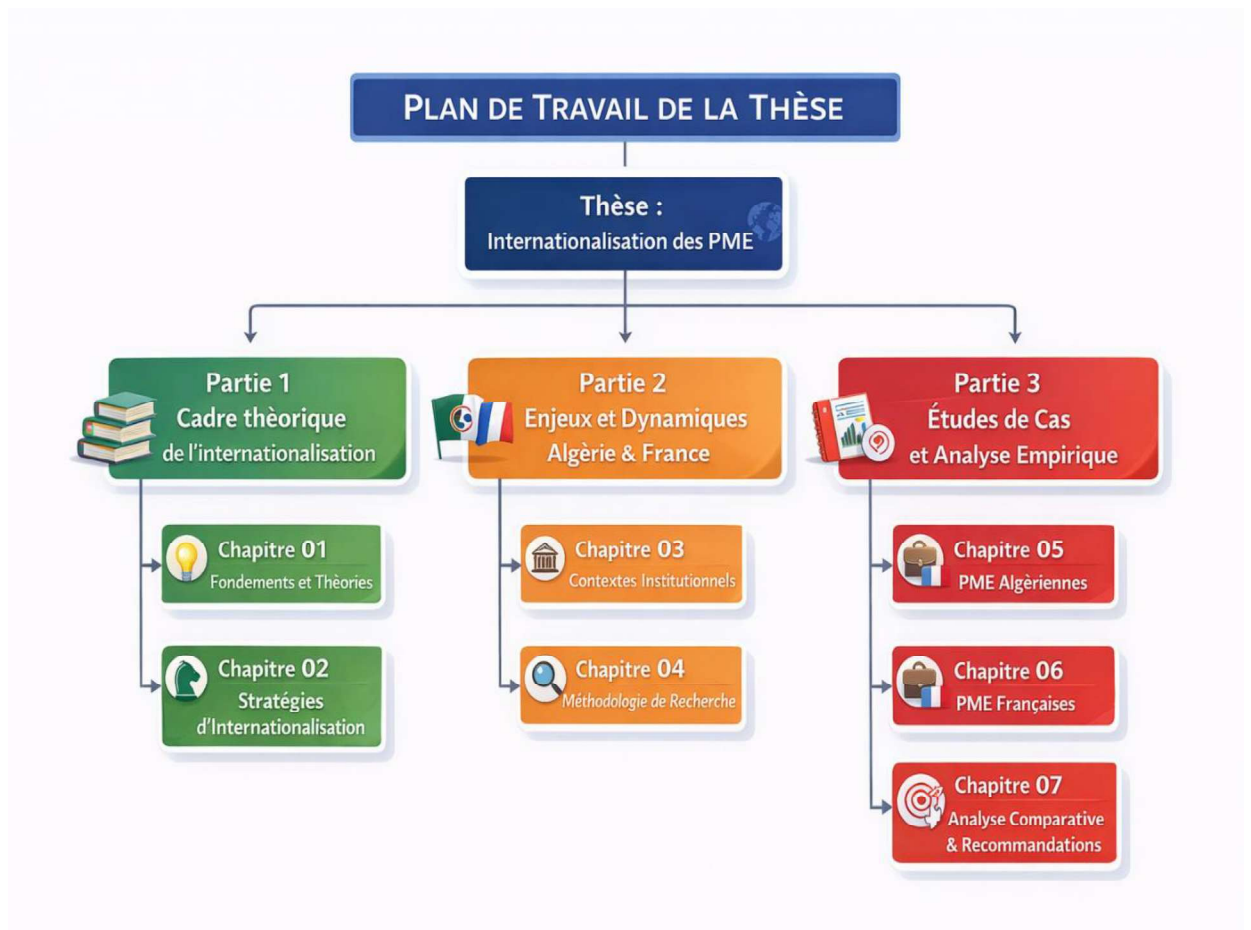 PLAN DE TRAVAIL DE LA THÈSE
Thèse :
Internationalisation des PME
Partie 1
Cadre thèorique
de l'internationalisation
Partie 2
Enjeux et Dynamiques
Algèrie & France
Partie 3
Études de Cas
et Analyse Empirique
Chapitre 01
Fondements et Thèories
Chapitre 02
Stratégies
d'Internationalisation
Chapitre 03
Contextes Institutionnels
Chapitre 04
Méthodologie de Recherche
Chapitre 05
PME Algèriennes
Chapitre 06
PME Françaises
Chapitre 07
Analyse Comparative
& Recommandations